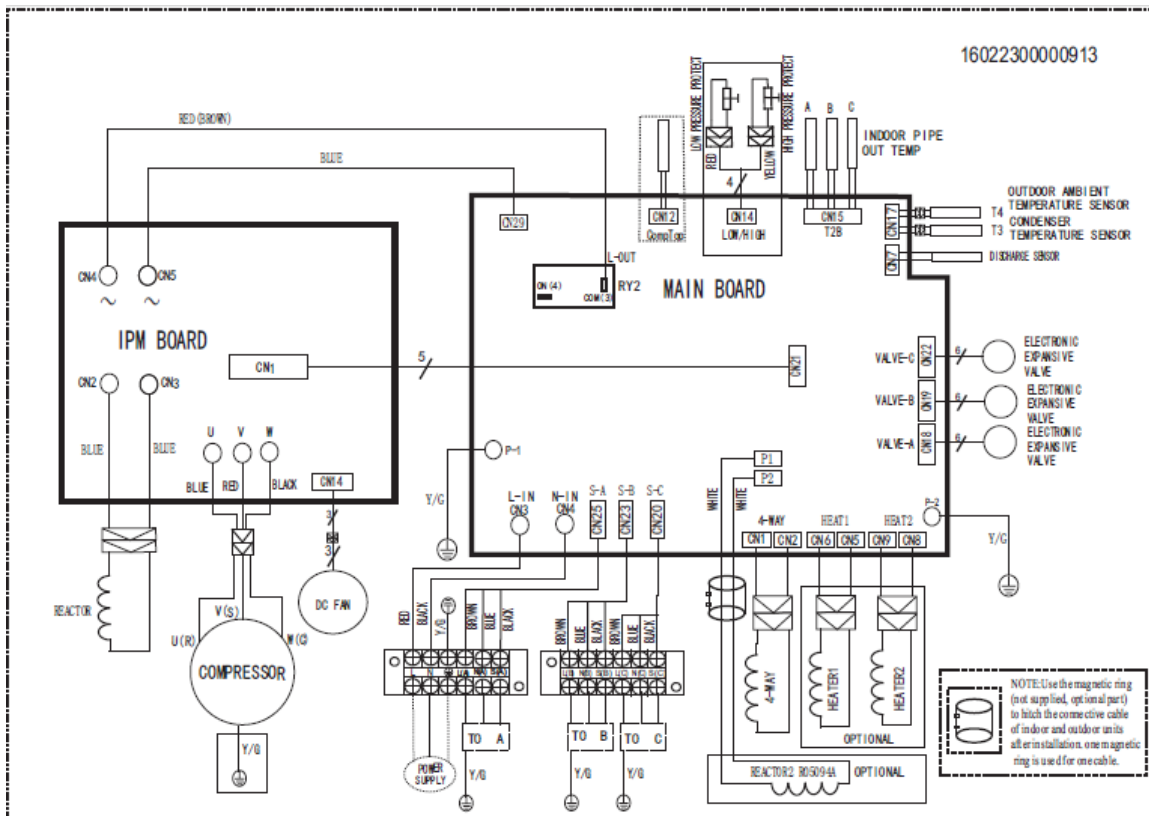 16022300000913
LOW PRESSURE PROTECT
HIGH PRESSURE PROTECT
RED
YELLOW
4
A B C
INDOOR PIPE
OUT TEMP
RED(BROWN)
BLUE
CN29
CN12
CompTop
CN14
LOW/HIGH
CN15
T2B
CN17
CN7
OUTDOOR AMBIENT
T4 TEMPERATURE SENSOR
CONDENSER
T3 TEMPERATURE SENSOR
DISCHARGE SENSOR
CN4
CN5
IPM BOARD
CN1
CN2
CN3
BLUE
BLUE
U V W
BLUE
RED
BLACK
CN14
3
3
DC FAN
REACTOR
V(S)
U(R)
W(C)
COMPRESSOR
Y/G
L-OUT
ON(4)
COM(3)
RY2
MAIN BOARD
5
CN21
VALVE-C
CN22
6
ELECTRONIC
EXPANSIVE
VALVE
VALVE-B
CN19
6
ELECTRONIC
EXPANSIVE
VALVE
VALVE-A
CN18
6
ELECTRONIC
EXPANSIVE
VALVE
P-1
Y/G
P1
P2
WHITE
WHITE
P-2
Y/G
L-IN
CN3
N-IN
CN4
S-A
CN25
S-B
CN23
S-C
CN20
4-WAY
HEAT1
HEAT2
CN1 CN2 CN6 CN5 CN9 CN8
RED
BLACK
Y/G
BROWN
BLUE
BLACK
BROWN
BLUE
BLACK
BROWN
BLUE
BLACK
L N L(A) N(A) S(A)
L(B) N(B) S(B) L(C) N(C) S(C)
TO A
TO B
TO C
POWER
SUPPLY
Y/G
Y/G
Y/G
4-WAY
HEATER1
HEATER2
OPTIONAL
REACTOR2 R05094A
OPTIONAL
NOTE:Use the magnetic ring
(not supplied, optional part)
to hitch the connective cable
of indoor and outdoor units
after installation. one magnetic
ring is used for one cable.